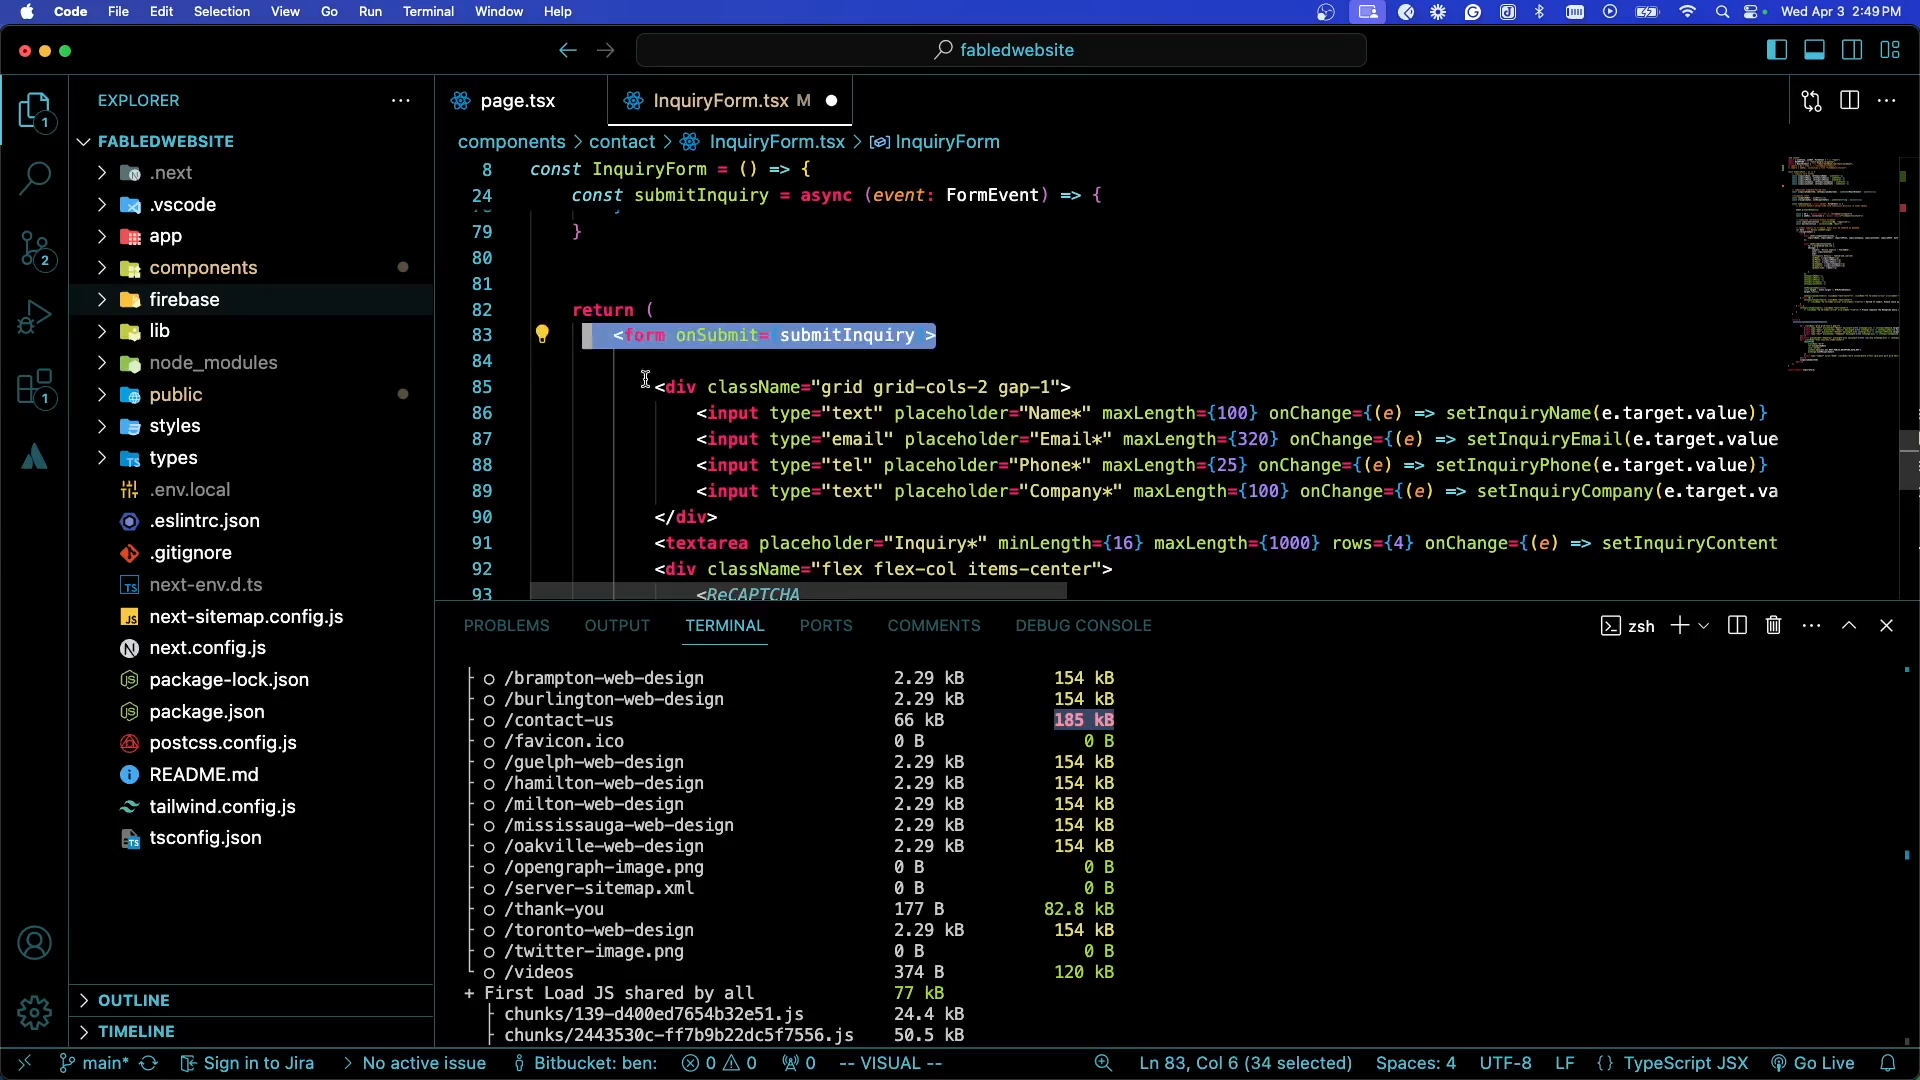 Code File Edit Selection View Go Run Terminal Window Help Wed Apr 3 2:49 PM
fabledwebsite
EXPLORER
FABLEDWEBSITE
.next
.vscode
app
components
firebase
lib
node_modules
public
styles
types
.env.local
.eslintrc.json
.gitignore
next-env.d.ts
next-sitemap.config.js
next.config.js
package-lock.json
package.json
postcss.config.js
README.md
tailwind.config.js
tsconfig.json
OUTLINE
TIMELINE
1
2
1
page.tsx InquiryForm.tsx M
components > contact > InquiryForm.tsx > InquiryForm
8 const InquiryForm = () => {
24 const submitInquiry = async (event: FormEvent) => {
79 }
80
81
82 return (
83 <form onSubmit={submitInquiry}>
84
85 <div className="grid grid-cols-2 gap-1">
86 <input type="text" placeholder="Name*" maxLength={100} onChange={(e) => setInquiryName(e.target.value)}
87 <input type="email" placeholder="Email*" maxLength={320} onChange={(e) => setInquiryEmail(e.target.value
88 <input type="tel" placeholder="Phone*" maxLength={25} onChange={(e) => setInquiryPhone(e.target.value)}
89 <input type="text" placeholder="Company*" maxLength={100} onChange={(e) => setInquiryCompany(e.target.va
90 </div>
91 <textarea placeholder="Inquiry*" minLength={16} maxLength={1000} rows={4} onChange={(e) => setInquiryContent
92 <div className="flex flex-col items-center">
93 <ReCAPTCHA
PROBLEMS OUTPUT TERMINAL PORTS COMMENTS DEBUG CONSOLE zsh
/brampton-web-design 2.29 kB 154 kB
/burlington-web-design 2.29 kB 154 kB
/contact-us 66 kB 185 kB
/favicon.ico 0 B 0 B
/guelph-web-design 2.29 kB 154 kB
/hamilton-web-design 2.29 kB 154 kB
/milton-web-design 2.29 kB 154 kB
/mississauga-web-design 2.29 kB 154 kB
/oakville-web-design 2.29 kB 154 kB
/opengraph-image.png 0 B 0 B
/server-sitemap.xml 0 B 0 B
/thank-you 177 B 82.8 kB
/toronto-web-design 2.29 kB 154 kB
/twitter-image.png 0 B 0 B
/videos 374 B 120 kB
+ First Load JS shared by all 77 kB
chunks/139-d400ed7654b32e51.js 24.4 kB
chunks/2443530c-ff7b9b22dc5f7556.js 50.5 kB
main* Sign in to Jira > No active issue Bitbucket: ben: 0 0 0 -- VISUAL -- Ln 83, Col 6 (34 selected) Spaces: 4 UTF-8 LF {} TypeScript JSX Go Live